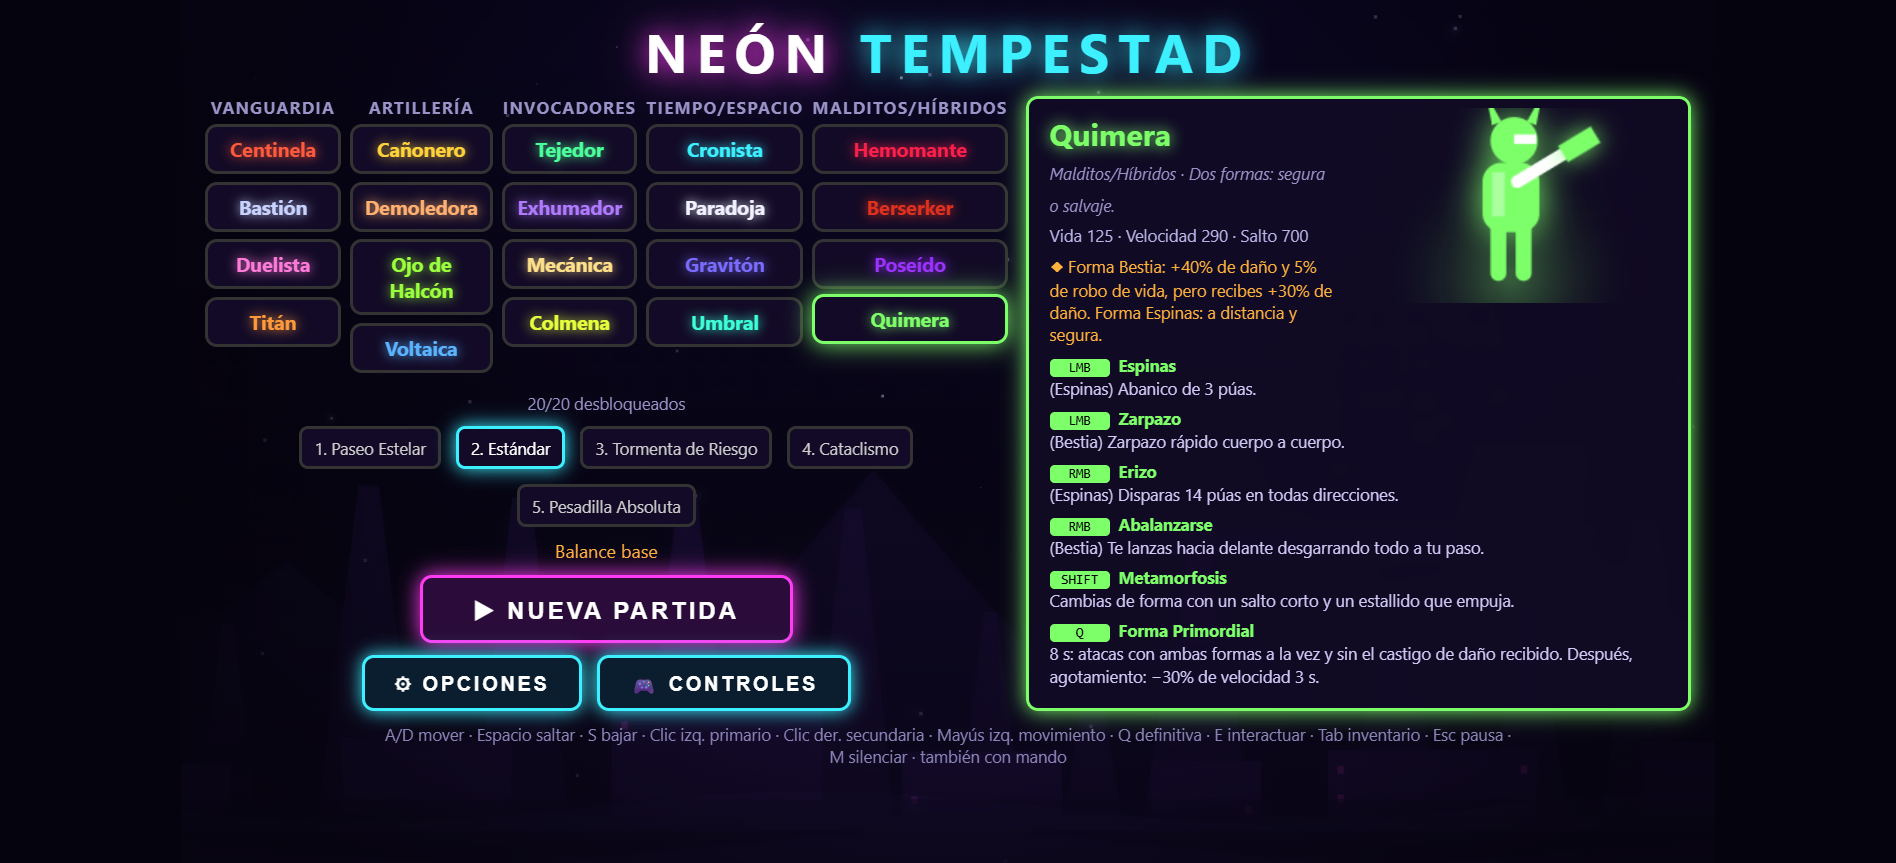 NEÓN TEMPESTAD
VANGUARDIA
Centinela
Bastión
Duelista
Titán
ARTILLERÍA
Cañonero
Demoledora
Ojo de
Halcón
Voltaica
INVOCADORES
Tejedor
Exhumador
Mecánica
Colmena
TIEMPO/ESPACIO
Cronista
Paradoja
Gravitón
Umbral
MALDITOS/HÍBRIDOS
Hemomante
Berserker
Poseído
Quimera
20/20 desbloqueados
1. Paseo Estelar
2. Estándar
3. Tormenta de Riesgo
4. Cataclismo
5. Pesadilla Absoluta
Balance base
▶ NUEVA PARTIDA
⚙ OPCIONES
🎮 CONTROLES
Quimera
Malditos/Híbridos · Dos formas: segura
o salvaje.
Vida 125 · Velocidad 290 · Salto 700
◆ Forma Bestia: +40% de daño y 5%
de robo de vida, pero recibes +30% de
daño. Forma Espinas: a distancia y
segura.
LMB Espinas
(Espinas) Abanico de 3 púas.
LMB Zarpazo
(Bestia) Zarpazo rápido cuerpo a cuerpo.
RMB Erizo
(Espinas) Disparas 14 púas en todas direcciones.
RMB Abalanzarse
(Bestia) Te lanzas hacia delante desgarrando todo a tu paso.
SHIFT Metamorfosis
Cambias de forma con un salto corto y un estallido que empuja.
Q Forma Primordial
8 s: atacas con ambas formas a la vez y sin el castigo de daño recibido. Después,
agotamiento: −30% de velocidad 3 s.
A/D mover · Espacio saltar · S bajar · Clic izq. primario · Clic der. secundaria · Mayús izq. movimiento · Q definitiva · E interactuar · Tab inventario · Esc pausa ·
M silenciar · también con mando